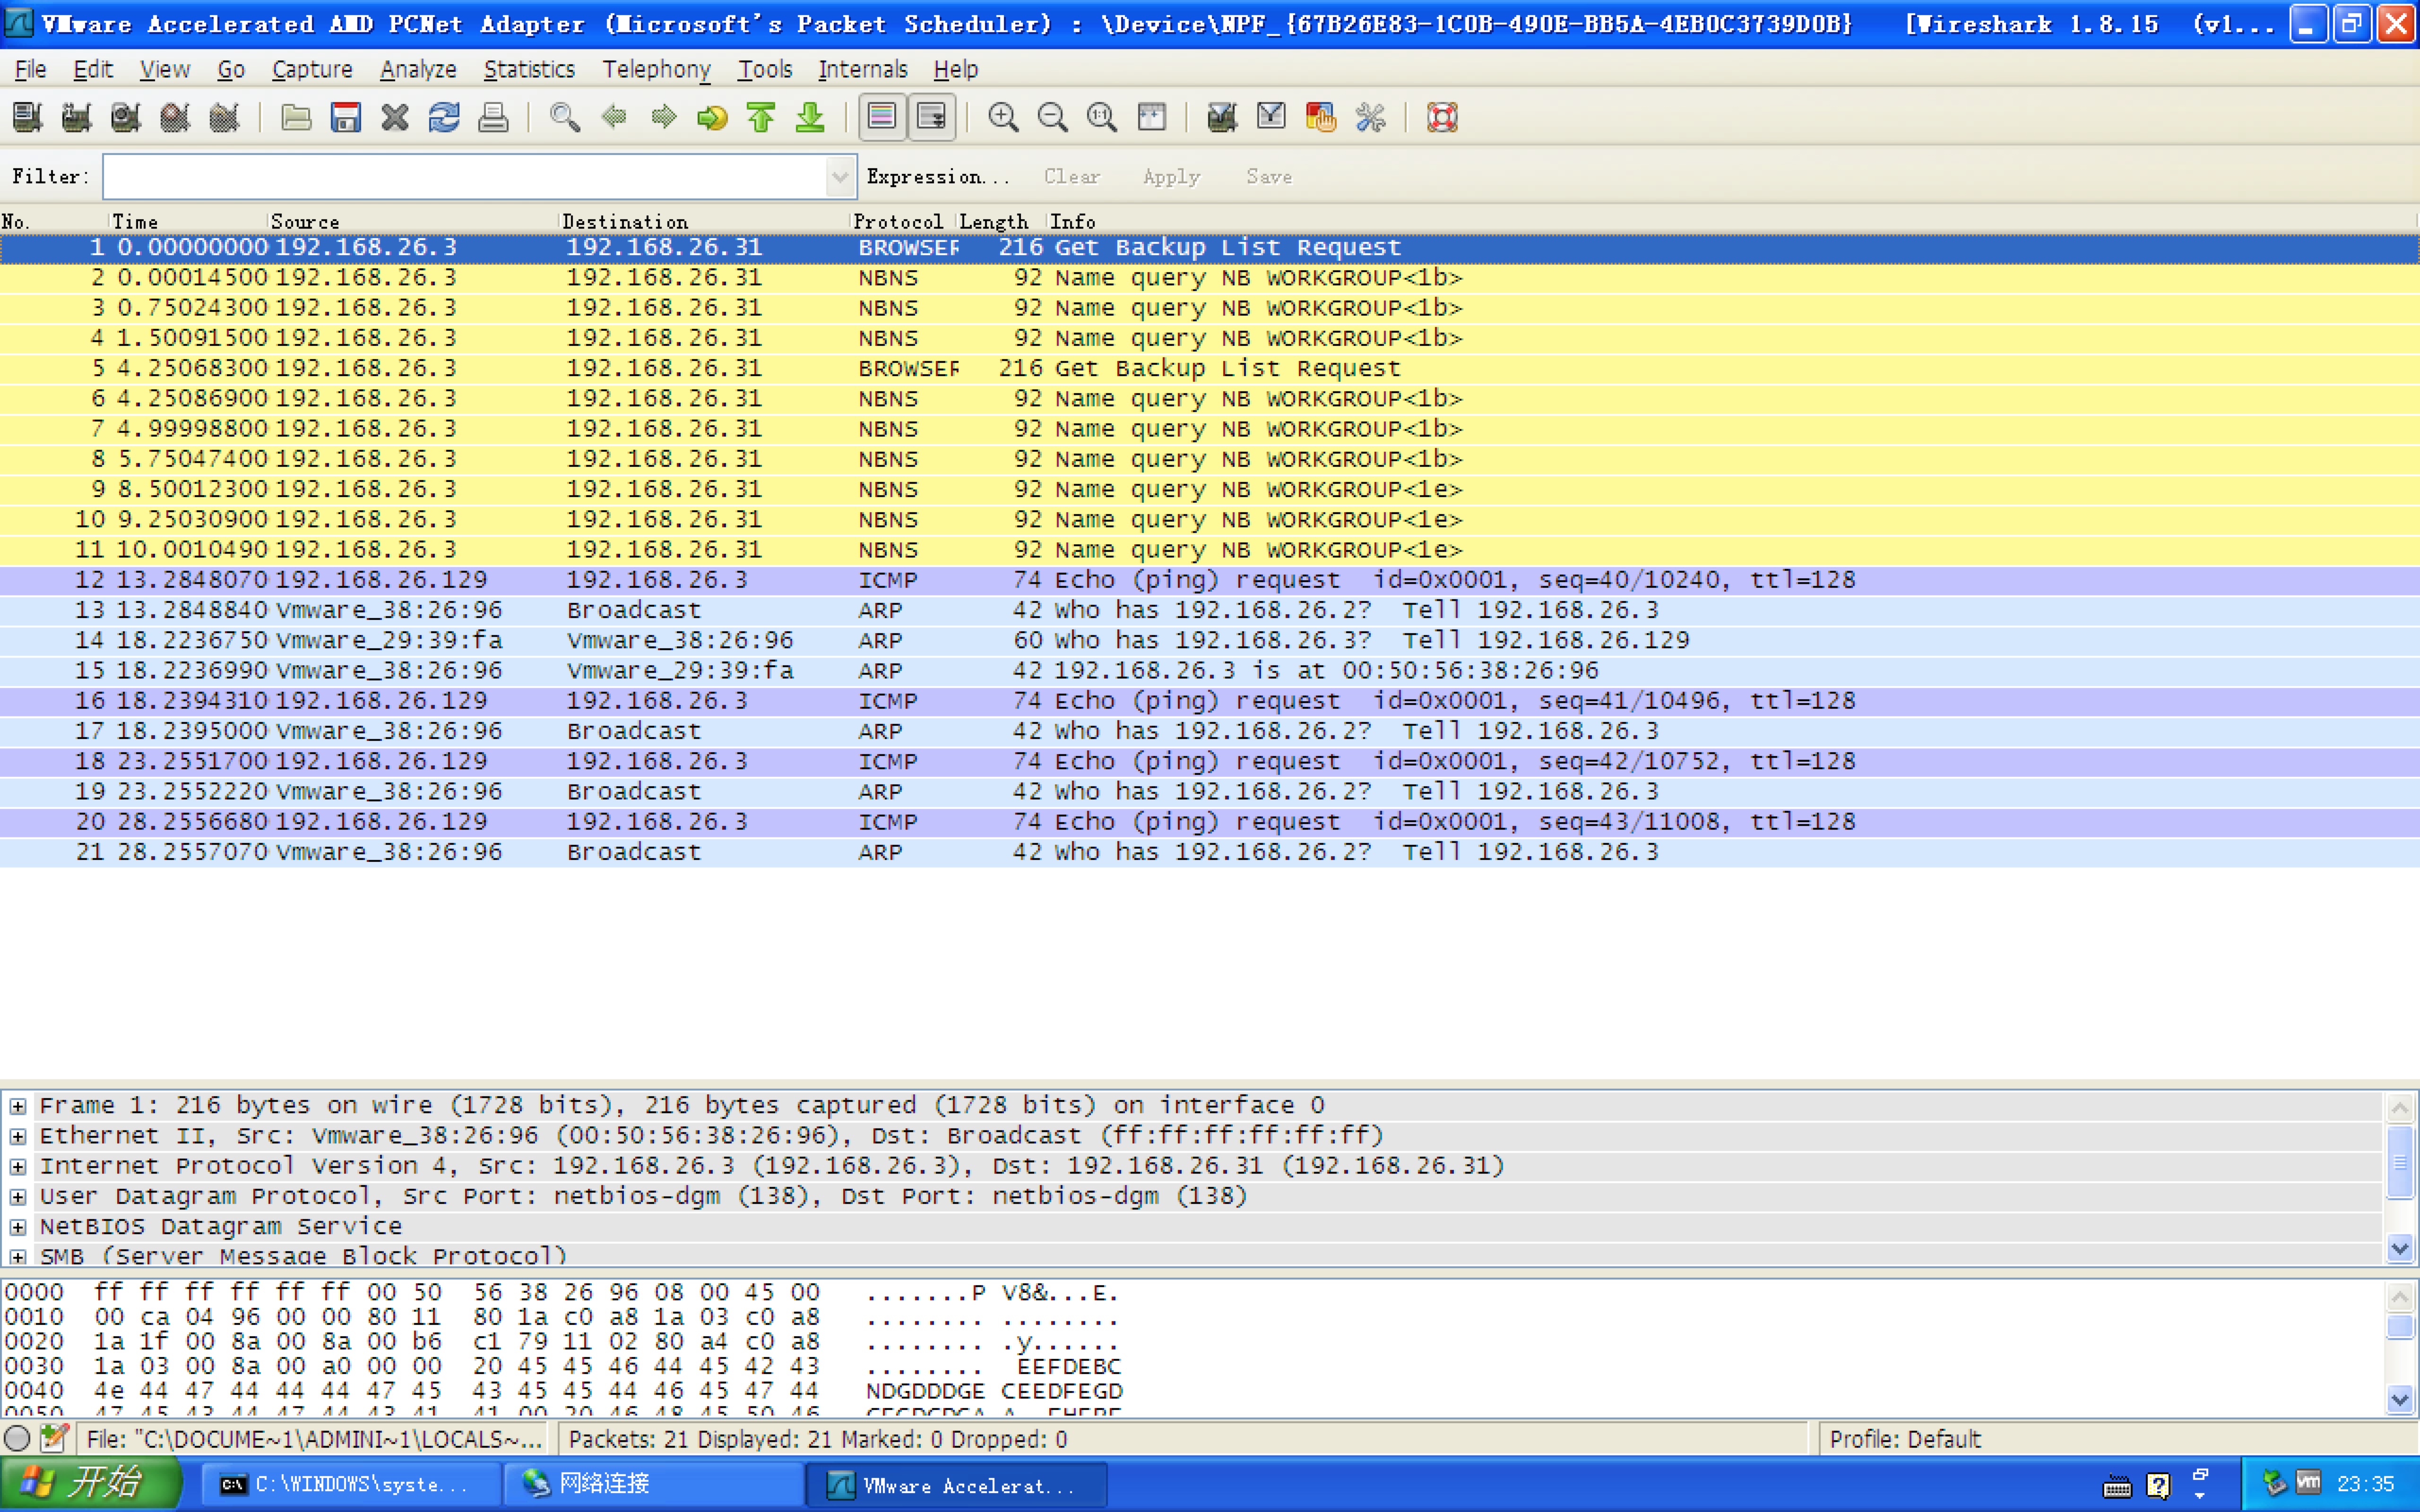 VMware Accelerated AMD PCNet Adapter (Microsoft's Packet Scheduler) : \Device\NPF_{67B26E83-1C0B-490E-BB5A-4EB0C3739D0B} [Wireshark 1.8.15 (v1...
File Edit View Go Capture Analyze Statistics Telephony Tools Internals Help
Filter: Expression... Clear Apply Save
No. Time Source Destination Protocol Length Info
1 0.00000000 192.168.26.3 192.168.26.31 BROWSER 216 Get Backup List Request
2 0.00014500 192.168.26.3 192.168.26.31 NBNS 92 Name query NB WORKGROUP<1b>
3 0.75024300 192.168.26.3 192.168.26.31 NBNS 92 Name query NB WORKGROUP<1b>
4 1.50091500 192.168.26.3 192.168.26.31 NBNS 92 Name query NB WORKGROUP<1b>
5 4.25068300 192.168.26.3 192.168.26.31 BROWSER 216 Get Backup List Request
6 4.25086900 192.168.26.3 192.168.26.31 NBNS 92 Name query NB WORKGROUP<1b>
7 4.99998800 192.168.26.3 192.168.26.31 NBNS 92 Name query NB WORKGROUP<1b>
8 5.75047400 192.168.26.3 192.168.26.31 NBNS 92 Name query NB WORKGROUP<1b>
9 8.50012300 192.168.26.3 192.168.26.31 NBNS 92 Name query NB WORKGROUP<1e>
10 9.25030900 192.168.26.3 192.168.26.31 NBNS 92 Name query NB WORKGROUP<1e>
11 10.0010490 192.168.26.3 192.168.26.31 NBNS 92 Name query NB WORKGROUP<1e>
12 13.2848070 192.168.26.129 192.168.26.3 ICMP 74 Echo (ping) request id=0x0001, seq=40/10240, ttl=128
13 13.2848840 Vmware_38:26:96 Broadcast ARP 42 Who has 192.168.26.2? Tell 192.168.26.3
14 18.2236750 Vmware_29:39:fa Vmware_38:26:96 ARP 60 Who has 192.168.26.3? Tell 192.168.26.129
15 18.2236990 Vmware_38:26:96 Vmware_29:39:fa ARP 42 192.168.26.3 is at 00:50:56:38:26:96
16 18.2394310 192.168.26.129 192.168.26.3 ICMP 74 Echo (ping) request id=0x0001, seq=41/10496, ttl=128
17 18.2395000 Vmware_38:26:96 Broadcast ARP 42 Who has 192.168.26.2? Tell 192.168.26.3
18 23.2551700 192.168.26.129 192.168.26.3 ICMP 74 Echo (ping) request id=0x0001, seq=42/10752, ttl=128
19 23.2552220 Vmware_38:26:96 Broadcast ARP 42 Who has 192.168.26.2? Tell 192.168.26.3
20 28.2556680 192.168.26.129 192.168.26.3 ICMP 74 Echo (ping) request id=0x0001, seq=43/11008, ttl=128
21 28.2557070 Vmware_38:26:96 Broadcast ARP 42 Who has 192.168.26.2? Tell 192.168.26.3
Frame 1: 216 bytes on wire (1728 bits), 216 bytes captured (1728 bits) on interface 0
Ethernet II, Src: Vmware_38:26:96 (00:50:56:38:26:96), Dst: Broadcast (ff:ff:ff:ff:ff:ff)
Internet Protocol Version 4, Src: 192.168.26.3 (192.168.26.3), Dst: 192.168.26.31 (192.168.26.31)
User Datagram Protocol, Src Port: netbios-dgm (138), Dst Port: netbios-dgm (138)
NetBIOS Datagram Service
SMB (Server Message Block Protocol)
0000 ff ff ff ff ff ff 00 50 56 38 26 96 08 00 45 00 .......P V8&...E.
0010 00 ca 04 96 00 00 80 11 80 1a c0 a8 1a 03 c0 a8 ........ ........
0020 1a 1f 00 8a 00 8a 00 b6 c1 79 11 02 80 a4 c0 a8 ........ .y......
0030 1a 03 00 8a 00 a0 00 00 20 45 45 46 44 45 42 43 ........ EEFDEBC
0040 4e 44 47 44 44 44 47 45 43 45 45 44 46 45 47 44 NDGDDDGE CEEDFEGD
0050 47 45 43 44 47 44 43 41 41 00 20 46 48 45 50 46
File: "C:\DOCUME~1\ADMINI~1\LOCALS~... Packets: 21 Displayed: 21 Marked: 0 Dropped: 0 Profile: Default
开始 C:\WINDOWS\syste... 网络连接 VMware Accelerat... 23:35